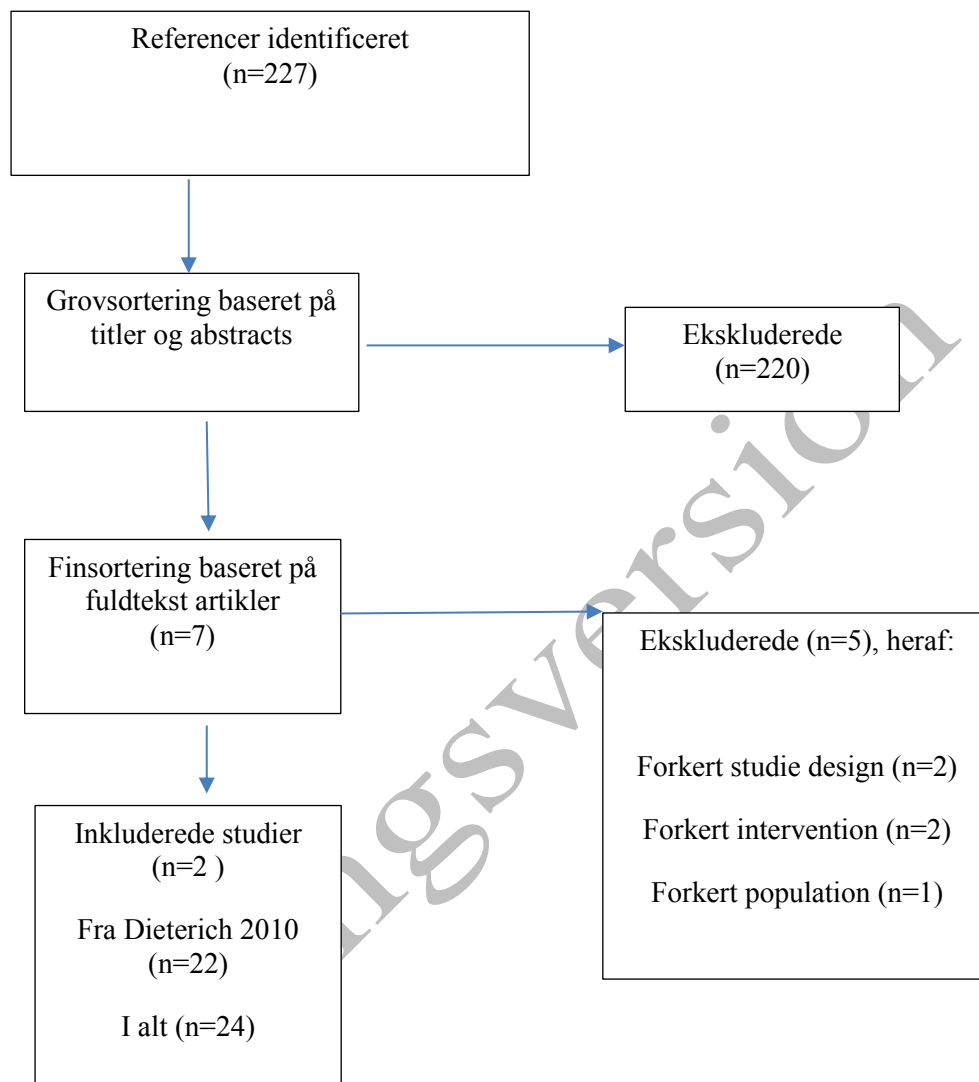 Referencer identificeret
(n=227)
Grovsortering baseret på
titler og abstracts
Ekskluderede
(n=220)
Finsortering baseret på
fuldtekst artikler
(n=7)
Ekskluderede (n=5), heraf:
Forkert studie design (n=2)
Forkert intervention (n=2)
Forkert population (n=1)
Inkluderede studier
(n=2 )
Fra Dieterich 2010
(n=22)
I alt (n=24)
ngsversion